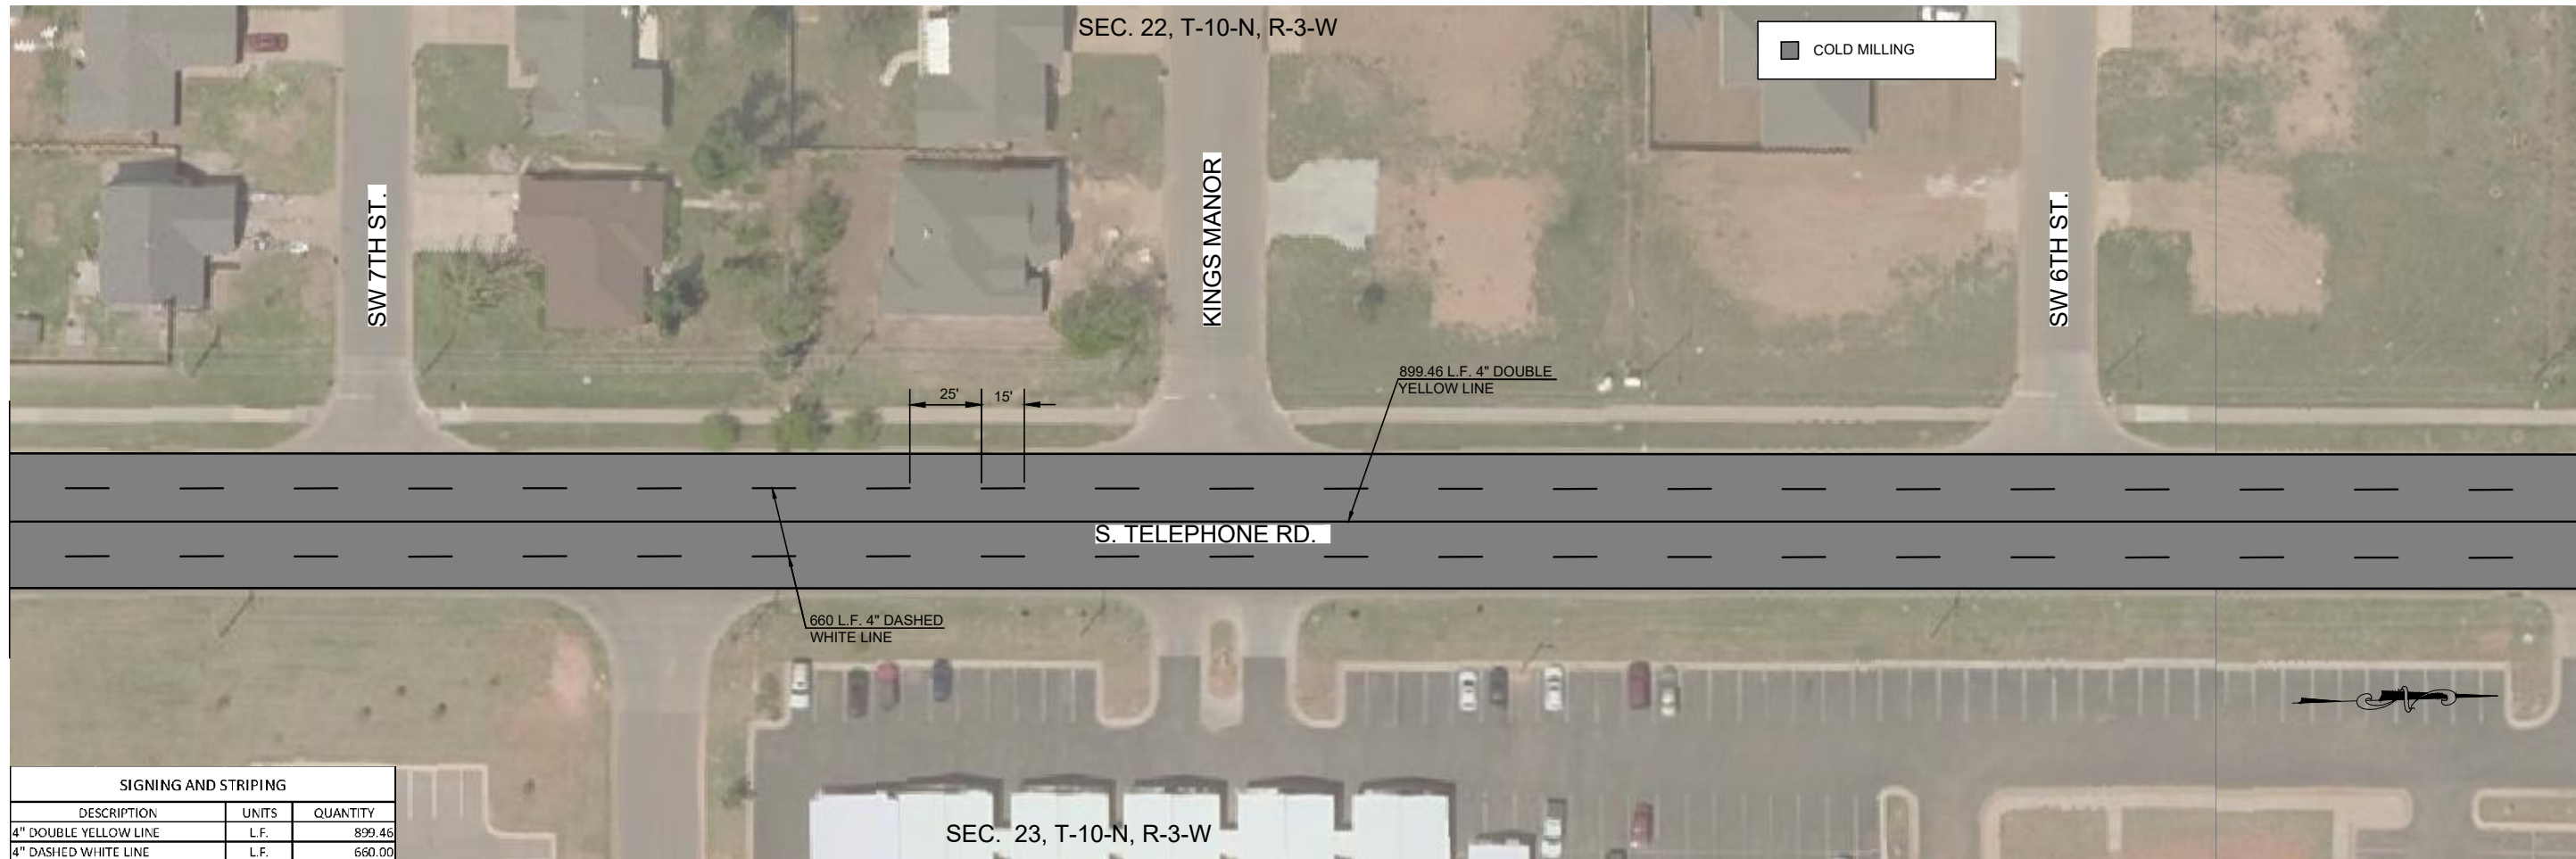 SEC. 22, T-10-N, R-3-W
COLD MILLING
SW 7TH ST.
KINGS MANOR
SW 6TH ST.
25' 15'
899.46 L.F. 4" DOUBLE
YELLOW LINE
S. TELEPHONE RD.
660 L.F. 4" DASHED
WHITE LINE
SIGNING AND STRIPING
DESCRIPTION UNITS QUANTITY
4" DOUBLE YELLOW LINE L.F. 899.46
4" DASHED WHITE LINE L.F. 660.00
SEC. 23, T-10-N, R-3-W